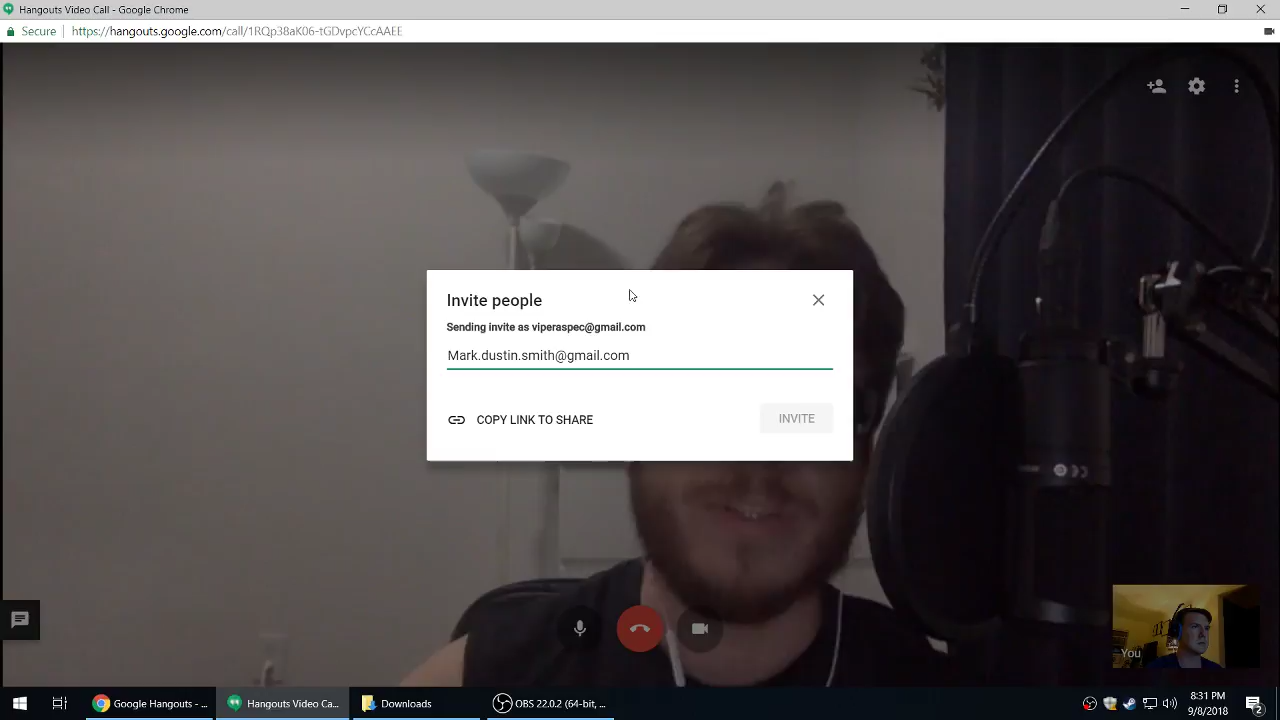 Hangouts Video Call - Google Chrome
Secure https://hangouts.google.com/call/1RQp38aK06-tGDvpcYCcAAEE
Invite people
Sending invite as viperaspec@gmail.com
Mark.dustin.smith@gmail.com
COPY LINK TO SHARE
INVITE
You
Google Hangouts - ...
Hangouts Video Ca...
Downloads
OBS 22.0.2 (64-bit, ...
8:31 PM
9/8/2018
2